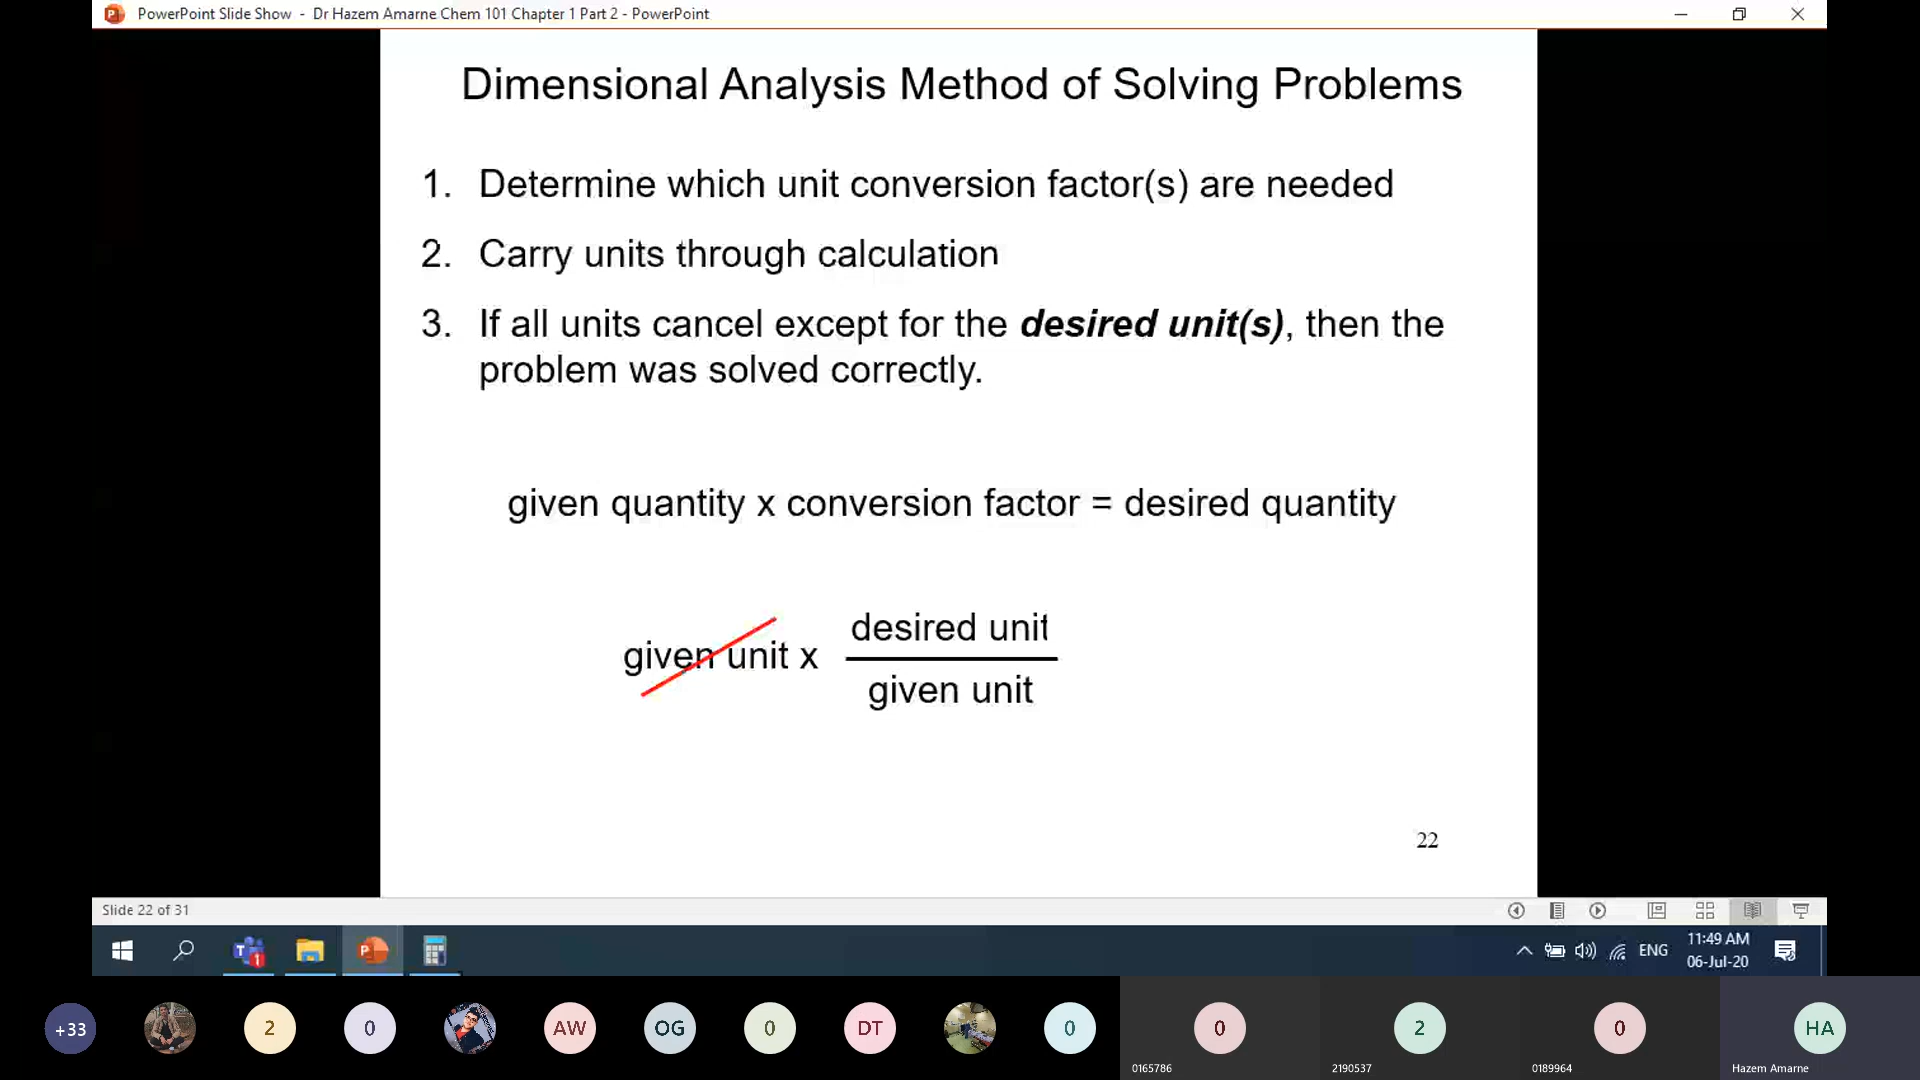 PowerPoint Slide Show - Dr Hazem Amarne Chem 101 Chapter 1 Part 2 - PowerPoint
Dimensional Analysis Method of Solving Problems
1. Determine which unit conversion factor(s) are needed
2. Carry units through calculation
3. If all units cancel except for the desired unit(s), then the
problem was solved correctly.
given quantity x conversion factor = desired quantity
given unit x
desired unit
given unit
22
Slide 22 of 31
1
ENG
11:49 AM
06-Jul-20
+33
2
0
AW
OG
0
DT
0
0
2
0
HA
0165786
2190537
0189964
Hazem Amarne